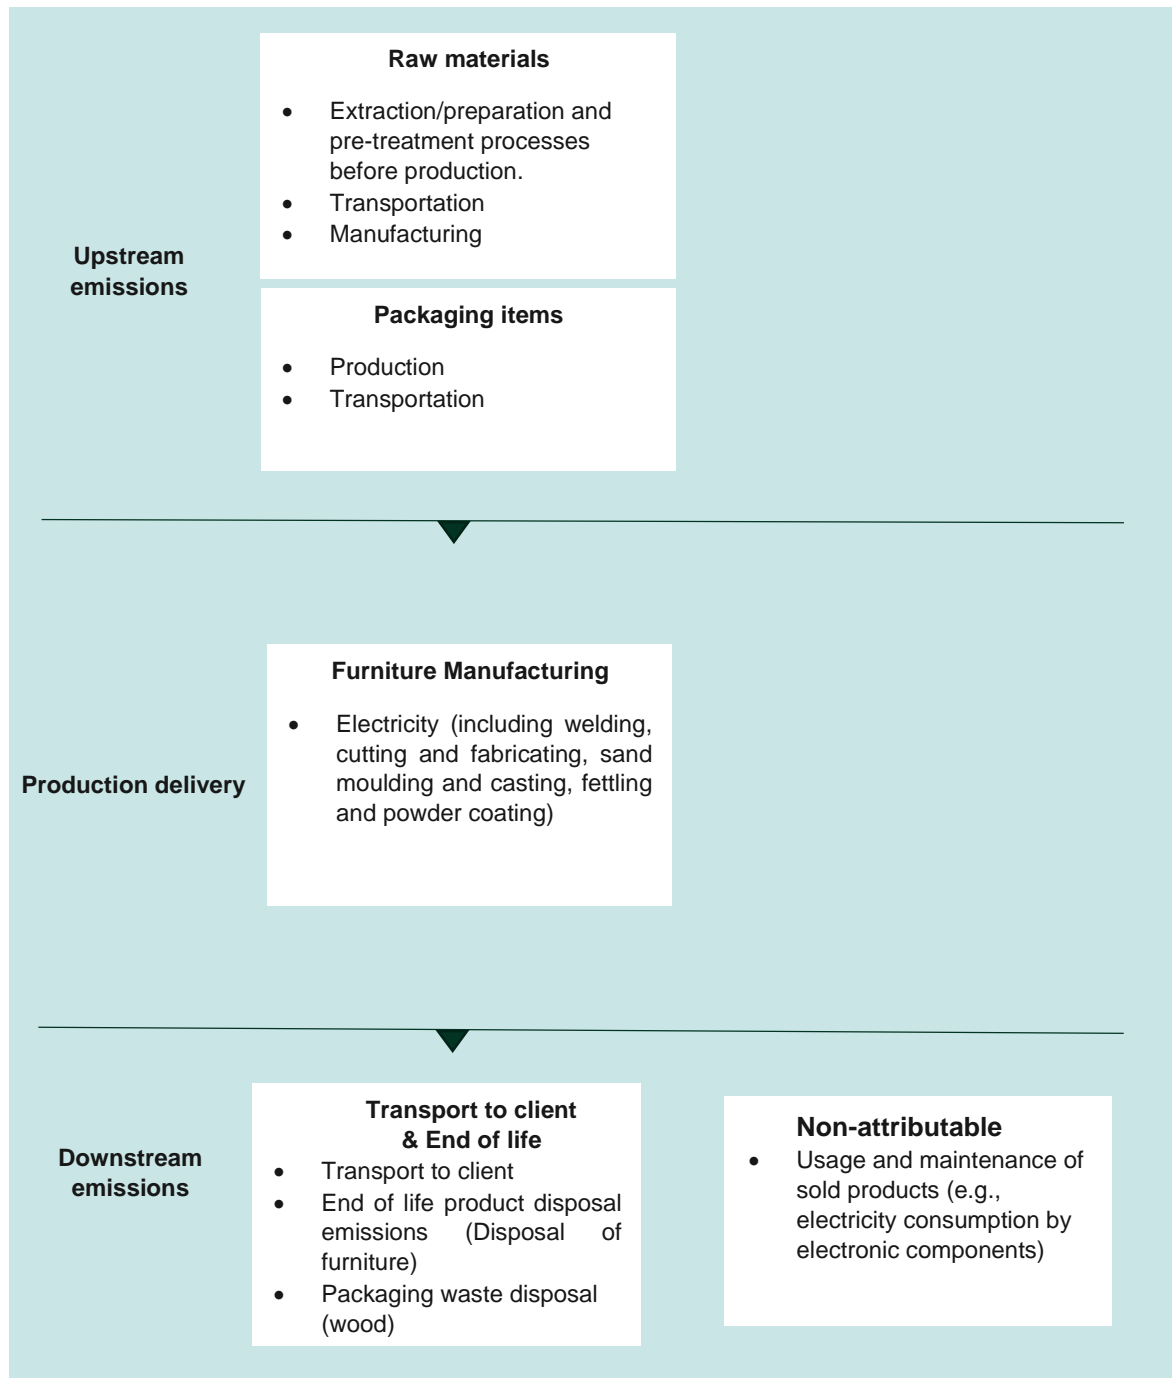 Raw materials
• Extraction/preparation and
pre-treatment processes
before production.
• Transportation
• Manufacturing
Upstream
emissions
Packaging items
• Production
• Transportation
Furniture Manufacturing
• Electricity (including welding,
cutting and fabricating, sand
moulding and casting, fettling
and powder coating)
Production delivery
Transport to client
& End of life
• Transport to client
• End of life product disposal
emissions (Disposal of
furniture)
• Packaging waste disposal
(wood)
Downstream
emissions
Non-attributable
• Usage and maintenance of
sold products (e.g.,
electricity consumption by
electronic components)